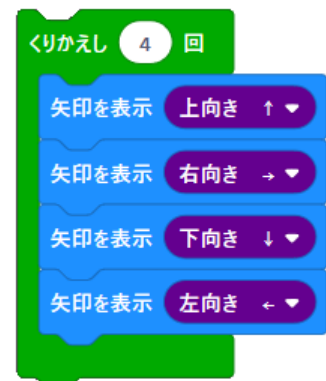 くりかえし 4 回
矢印を表示 上向き ↑
矢印を表示 右向き →
矢印を表示 下向き ↓
矢印を表示 左向き ←